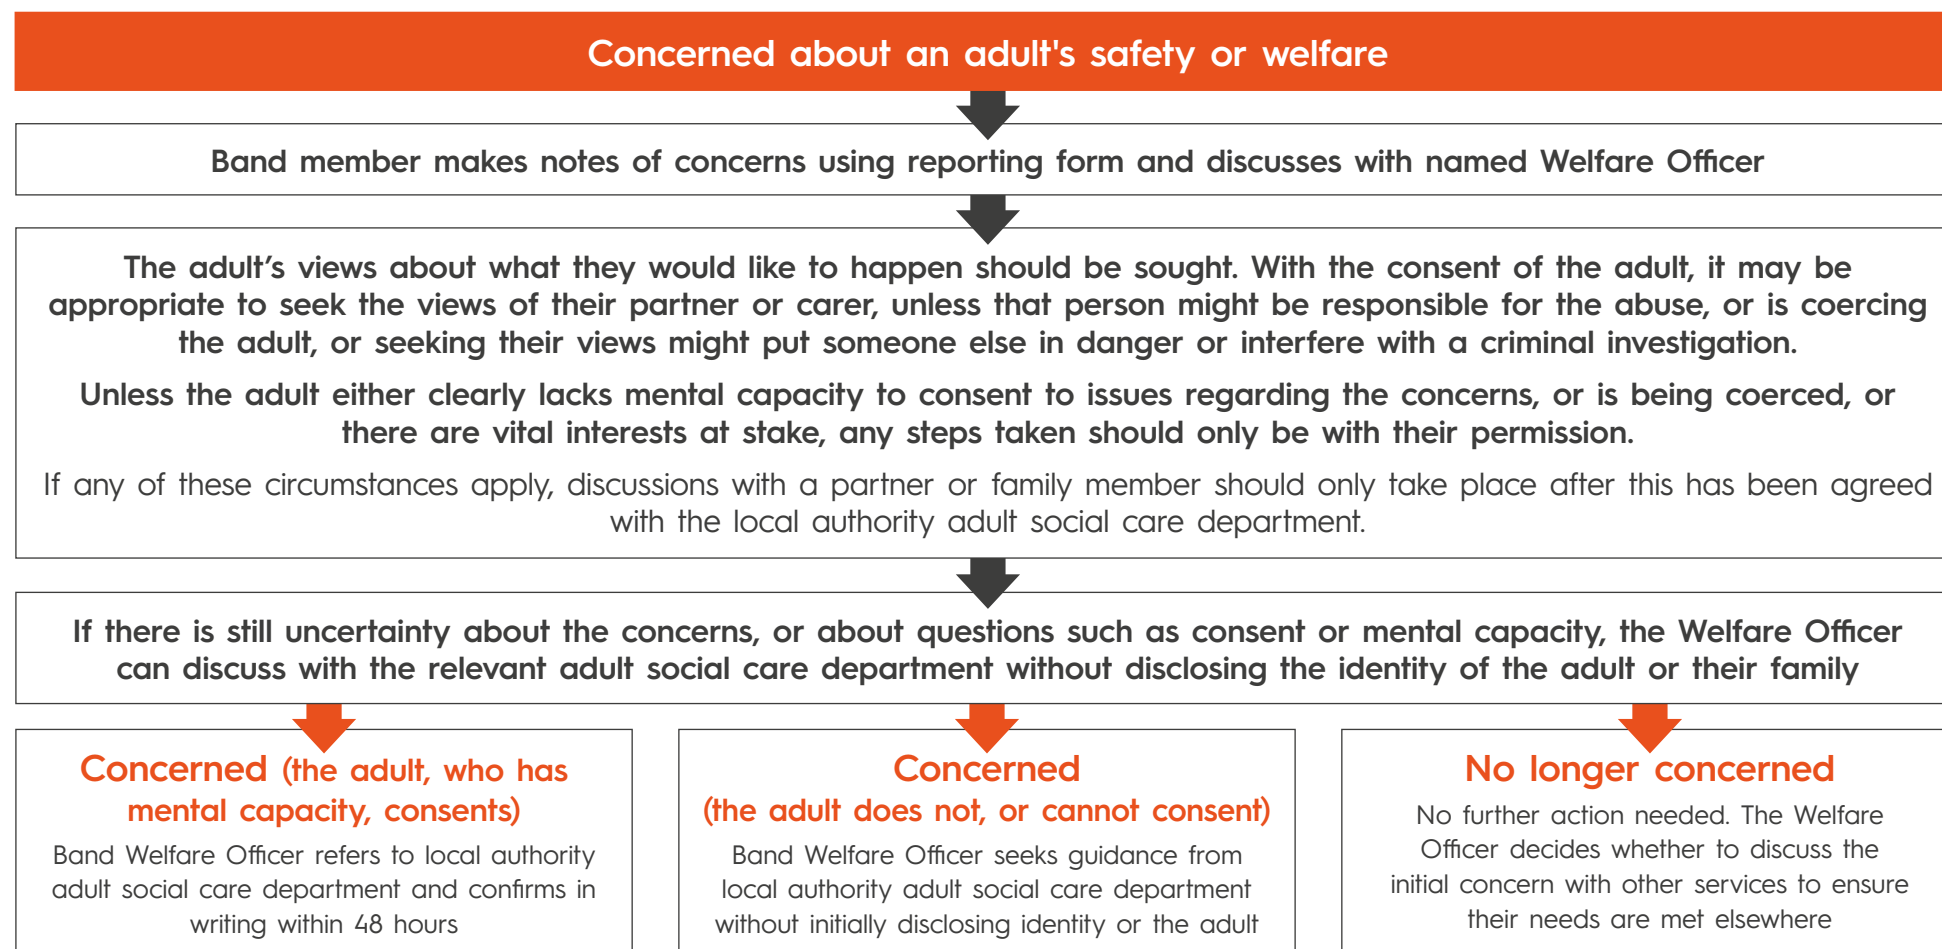 Concerned about an adult's safety or welfare
Band member makes notes of concerns using reporting form and discusses with named Welfare Officer
The adult’s views about what they would like to happen should be sought. With the consent of the adult, it may be
appropriate to seek the views of their partner or carer, unless that person might be responsible for the abuse, or is coercing
the adult, or seeking their views might put someone else in danger or interfere with a criminal investigation.
Unless the adult either clearly lacks mental capacity to consent to issues regarding the concerns, or is being coerced, or
there are vital interests at stake, any steps taken should only be with their permission.
If any of these circumstances apply, discussions with a partner or family member should only take place after this has been agreed
with the local authority adult social care department.
If there is still uncertainty about the concerns, or about questions such as consent or mental capacity, the Welfare Officer
can discuss with the relevant adult social care department without disclosing the identity of the adult or their family
Concerned (the adult, who has
mental capacity, consents)
Band Welfare Officer refers to local authority
adult social care department and confirms in
writing within 48 hours
Concerned
(the adult does not, or cannot consent)
Band Welfare Officer seeks guidance from
local authority adult social care department
without initially disclosing identity or the adult
No longer concerned
No further action needed. The Welfare
Officer decides whether to discuss the
initial concern with other services to ensure
their needs are met elsewhere